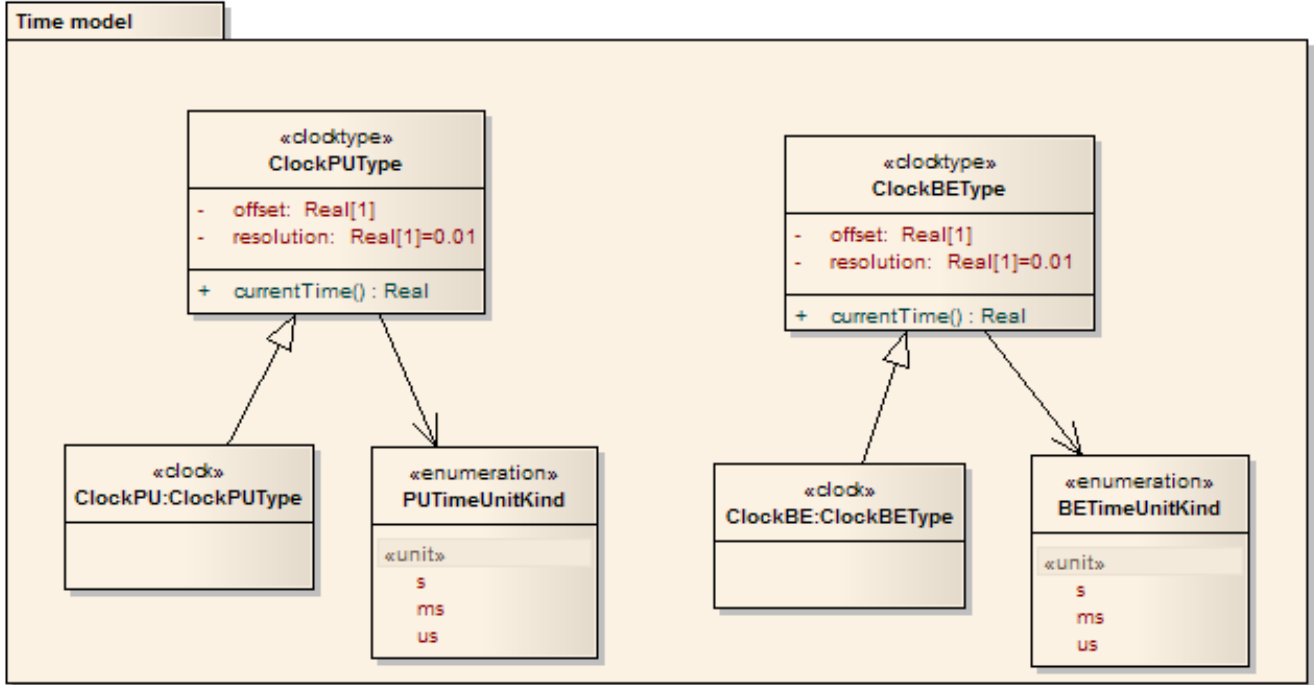 Time model
«clocktype»
ClockPUType
- offset: Real[1]
- resolution: Real[1]=0.01
+ currentTime() : Real
«clocktype»
ClockBEType
- offset: Real[1]
- resolution: Real[1]=0.01
+ currentTime() : Real
«clock»
ClockPU:ClockPUType
«enumeration»
PUTimeUnitKind
«unit»
s
ms
us
«clock»
ClockBE:ClockBEType
«enumeration»
BETimeUnitKind
«unit»
s
ms
us